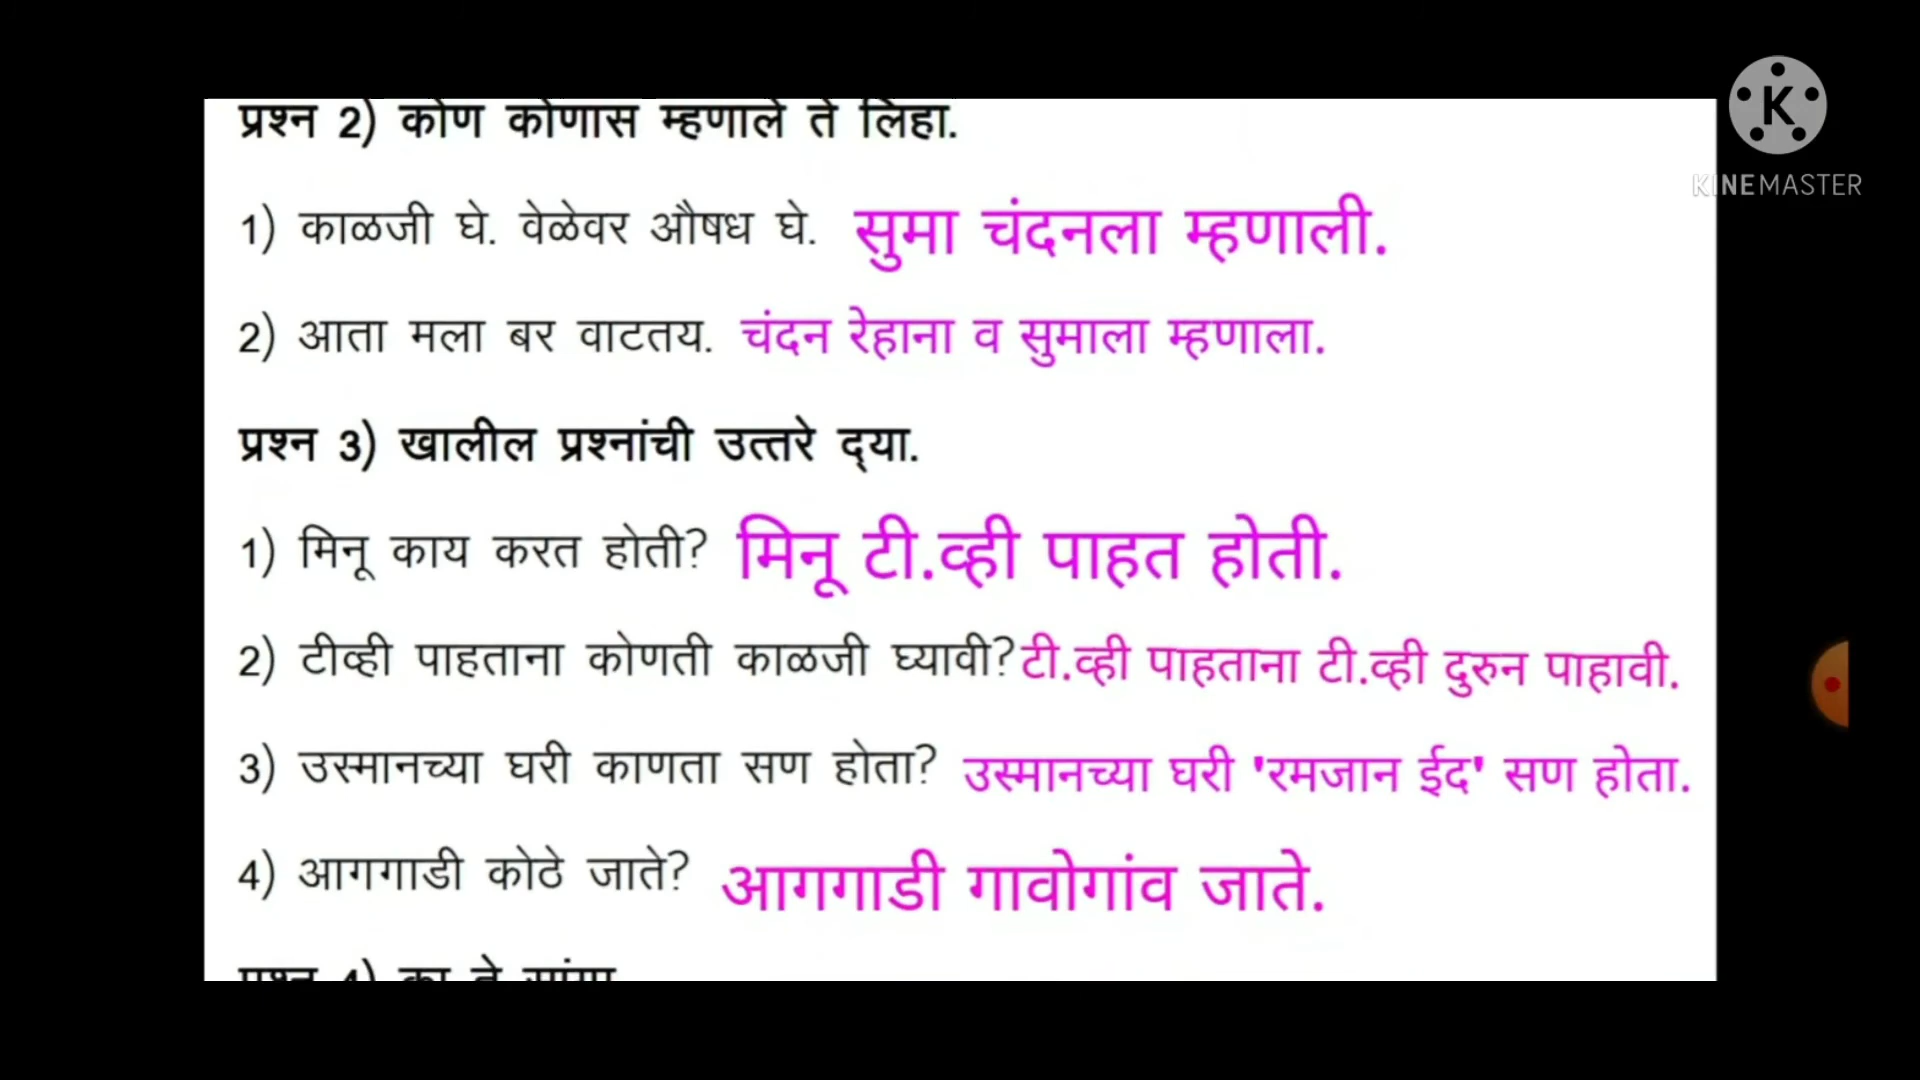 प्रश्न 2) कोण कोणास म्हणाले ते लिहा.
K
KINEMASTER
1) काळजी घे. वेळेवर औषध घे. सुमा चंदनला म्हणाली.
2) आता मला बर वाटतय. चंदन रेहाना व सुमाला म्हणाला.
प्रश्न 3) खालील प्रश्नांची उत्तरे द्या.
1) मिनू काय करत होती? मिनू टी.व्ही पाहत होती.
2) टीव्ही पाहताना कोणती काळजी घ्यावी? टी.व्ही पाहताना टी.व्ही दुरुन पाहावी.
3) उस्मानच्या घरी काणता सण होता? उस्मानच्या घरी 'रमजान ईद' सण होता.
4) आगगाडी कोठे जाते? आगगाडी गावोगांव जाते.